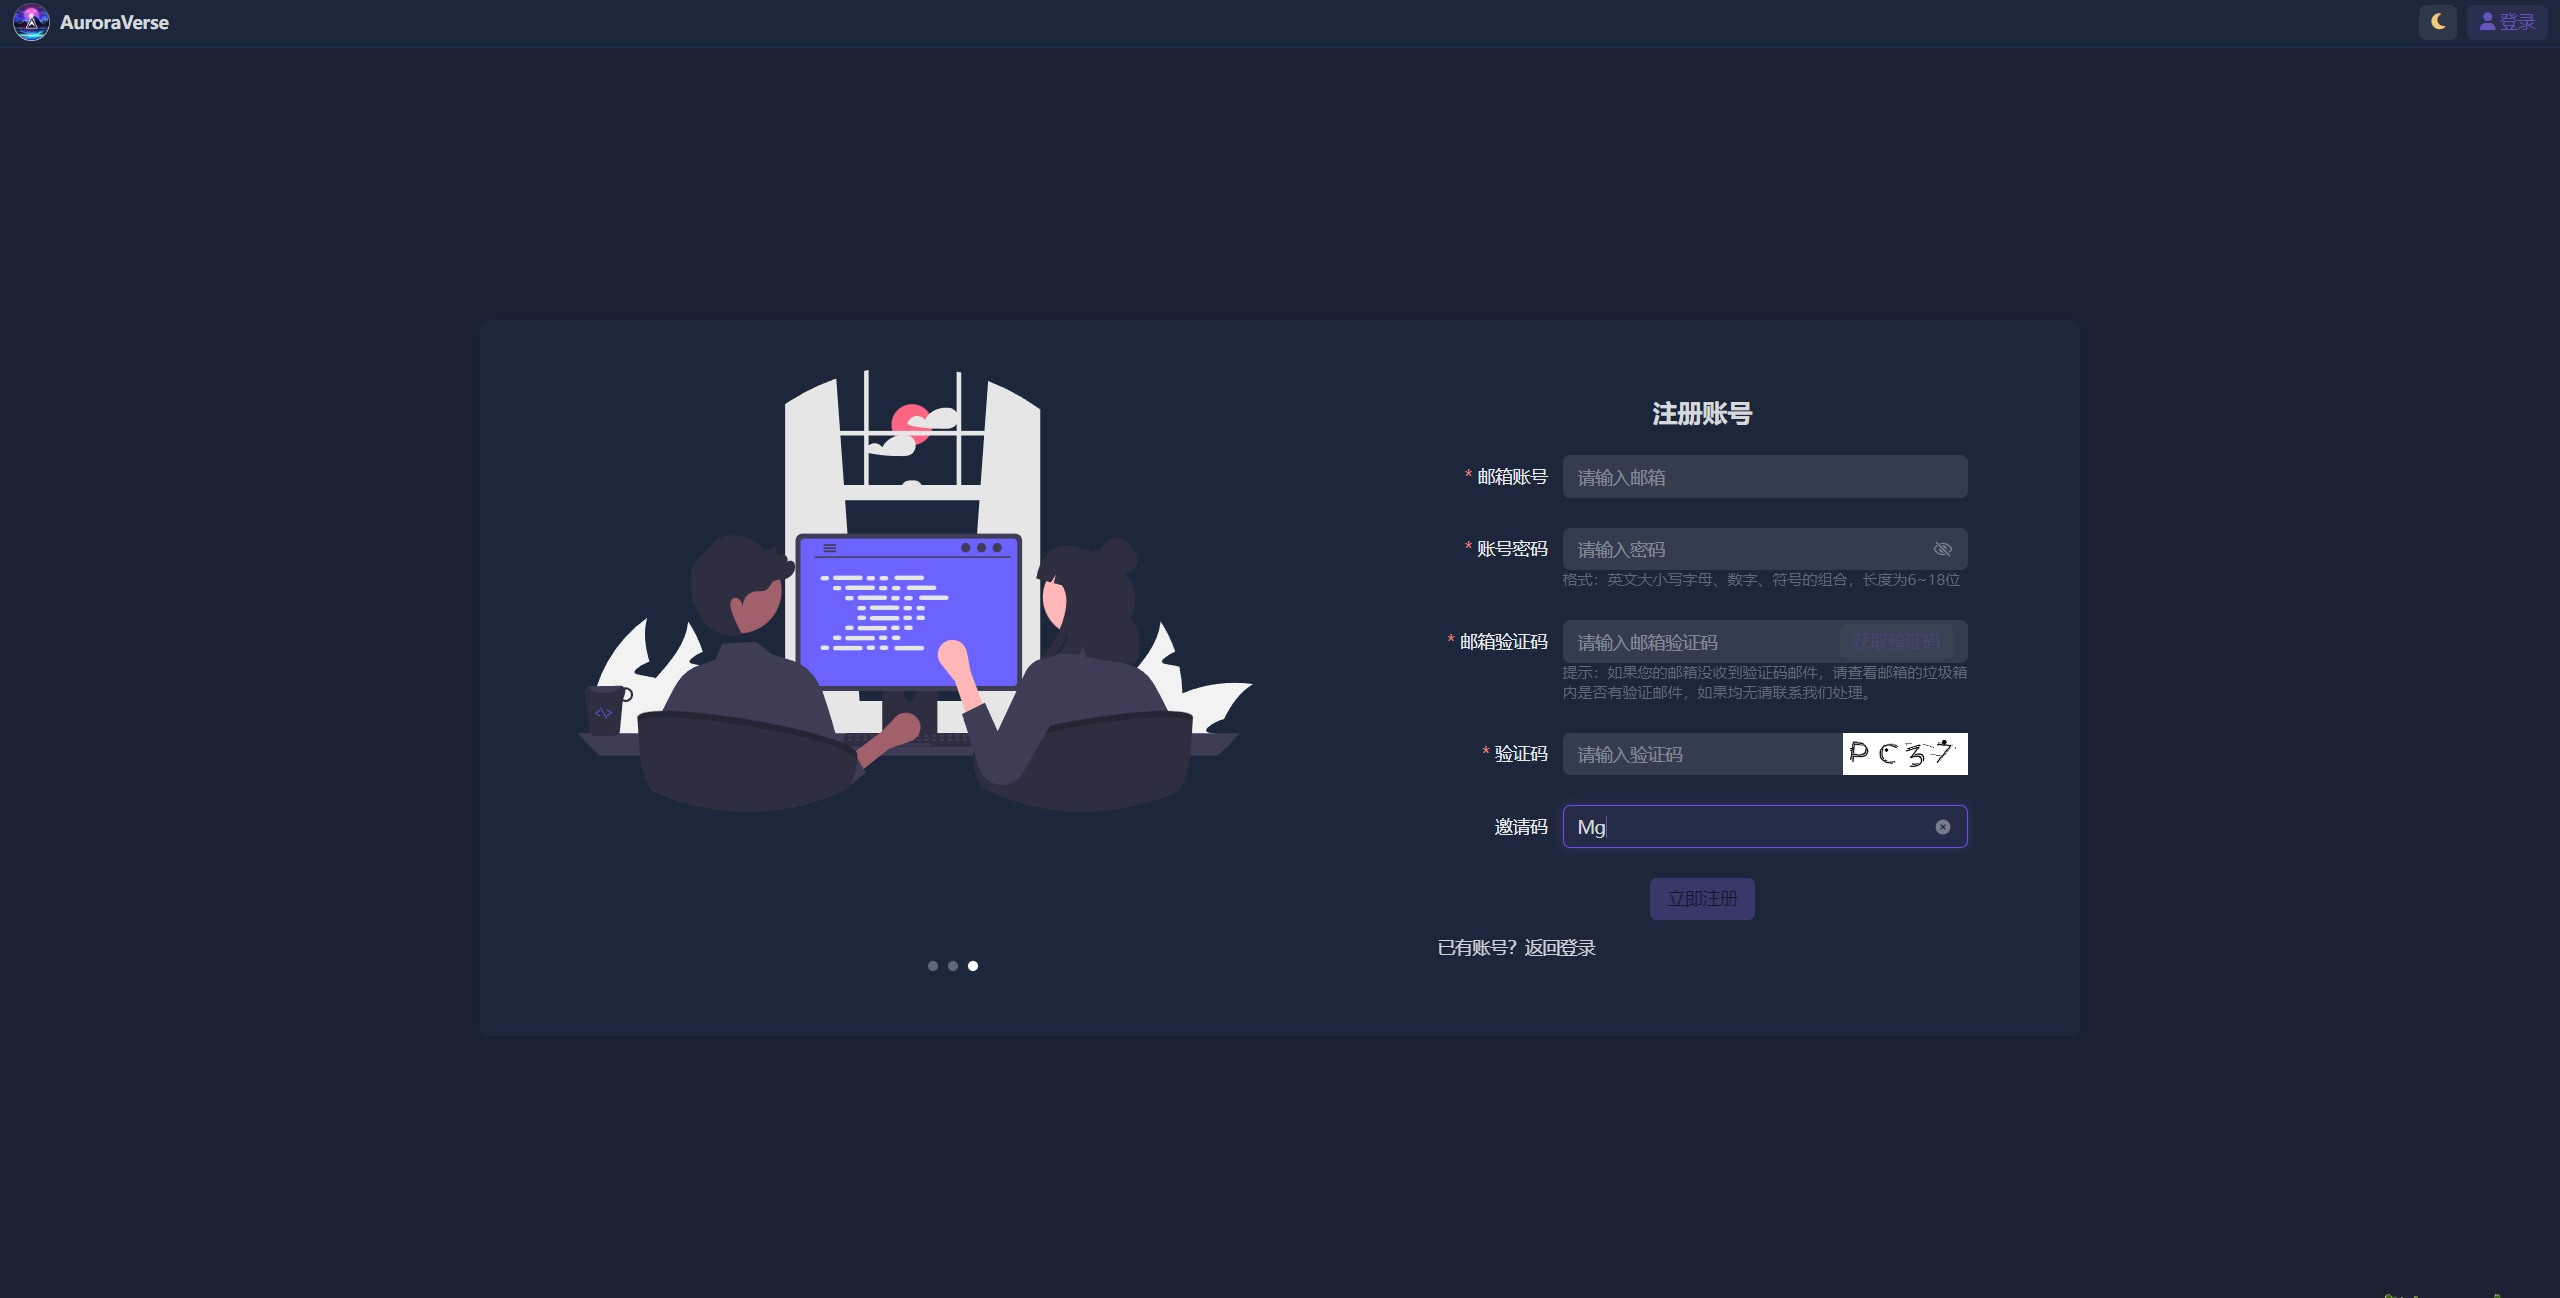 AuroraVerse
登录
注册账号
* 邮箱账号 请输入邮箱
* 账号密码 请输入密码
格式：英文大小写字母、数字、符号的组合，长度为6~18位
* 邮箱验证码 请输入邮箱验证码 获取验证码
提示：如果您的邮箱没收到验证码邮件，请查看邮箱的垃圾箱
内是否有验证邮件，如果均无请联系我们处理。
* 验证码 请输入验证码 PC37
邀请码 Mg
立即注册
已有账号？返回登录